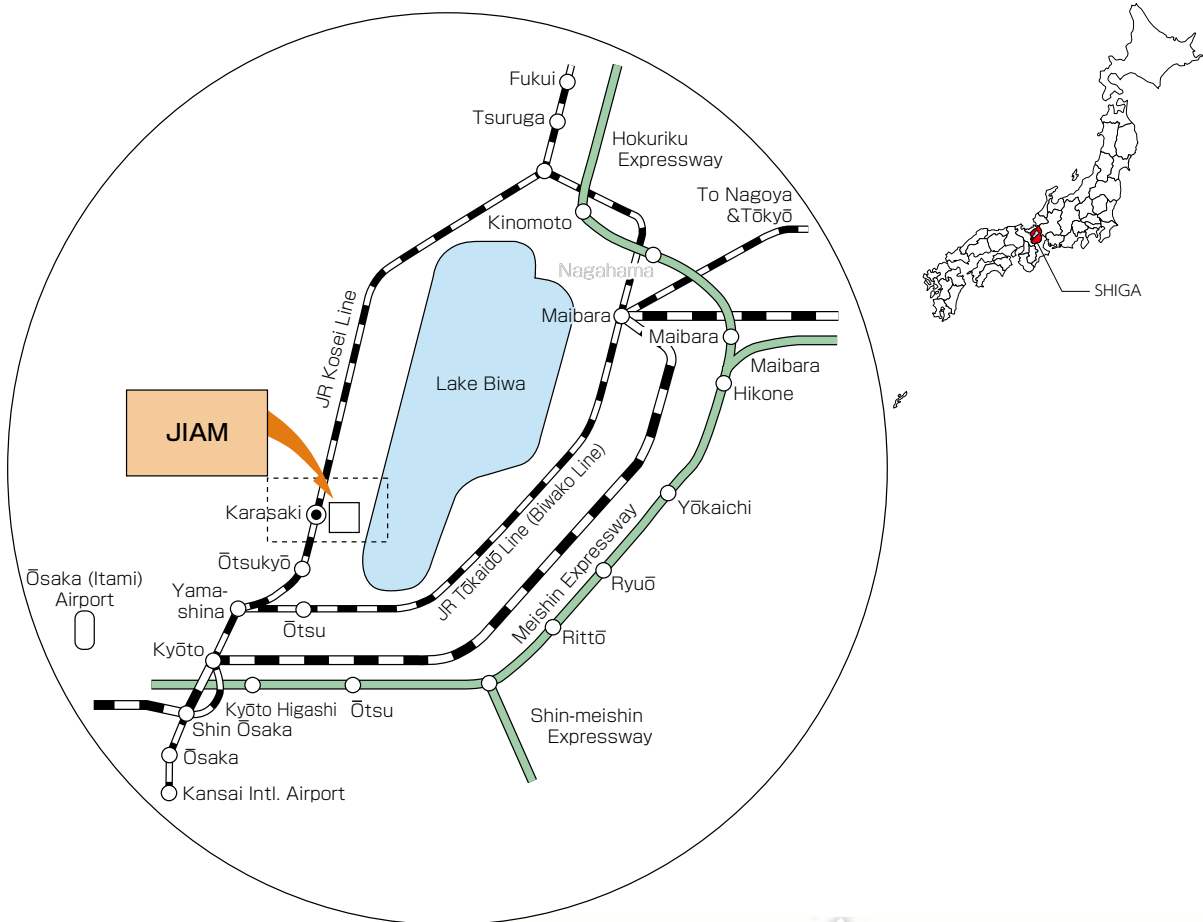 Fukui
Tsuruga
Hokuriku
Expressway
To Nagoya
&Tōkyō
Kinomoto
Nagahama
SHIGA
JR Kosei Line
Maibara
Maibara
Maibara
Lake Biwa
Hikone
JIAM
Karasaki
Yōkaichi
JR Tōkaidō Line (Biwako Line)
Meishin Expressway
Ōtsukyō
Ōsaka (Itami)
Airport
Yama-
shina
Ryuō
Ōtsu
Rittō
Kyōto
Kyōto Higashi
Ōtsu
Shin-meishin
Expressway
Shin Ōsaka
Ōsaka
Kansai Intl. Airport